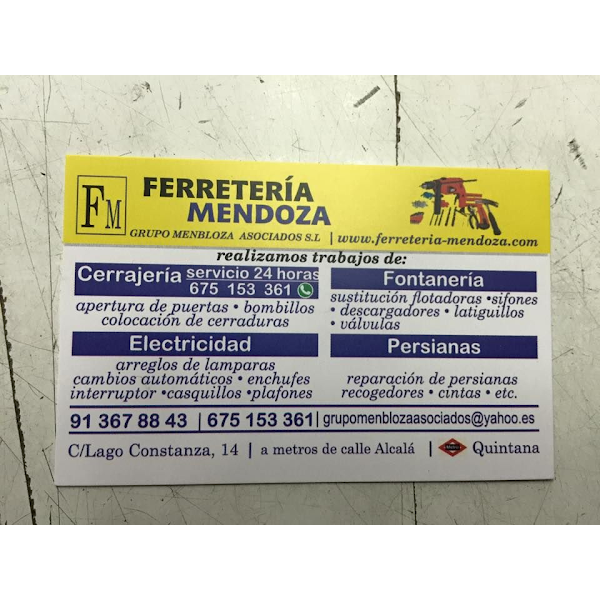 FM
FERRETERÍA
MENDOZA
GRUPO MENBLOZA ASOCIADOS S.L | www.ferreteria-mendoza.com
realizamos trabajos de:
Cerrajería servicio 24 horas
675 153 361
apertura de puertas • bombillos
colocación de cerraduras
Fontanería
sustitución flotadoras • sifones
• descargadores • latiguillos
• válvulas
Electricidad
arreglos de lamparas
cambios automáticos • enchufes
interruptor • casquillos • plafones
Persianas
reparación de persianas
recogedores • cintas • etc.
91 367 88 43 | 675 153 361 | grupomenblozaasociados@yahoo.es
C/Lago Constanza, 14 | a metros de calle Alcalá | Metro Quintana